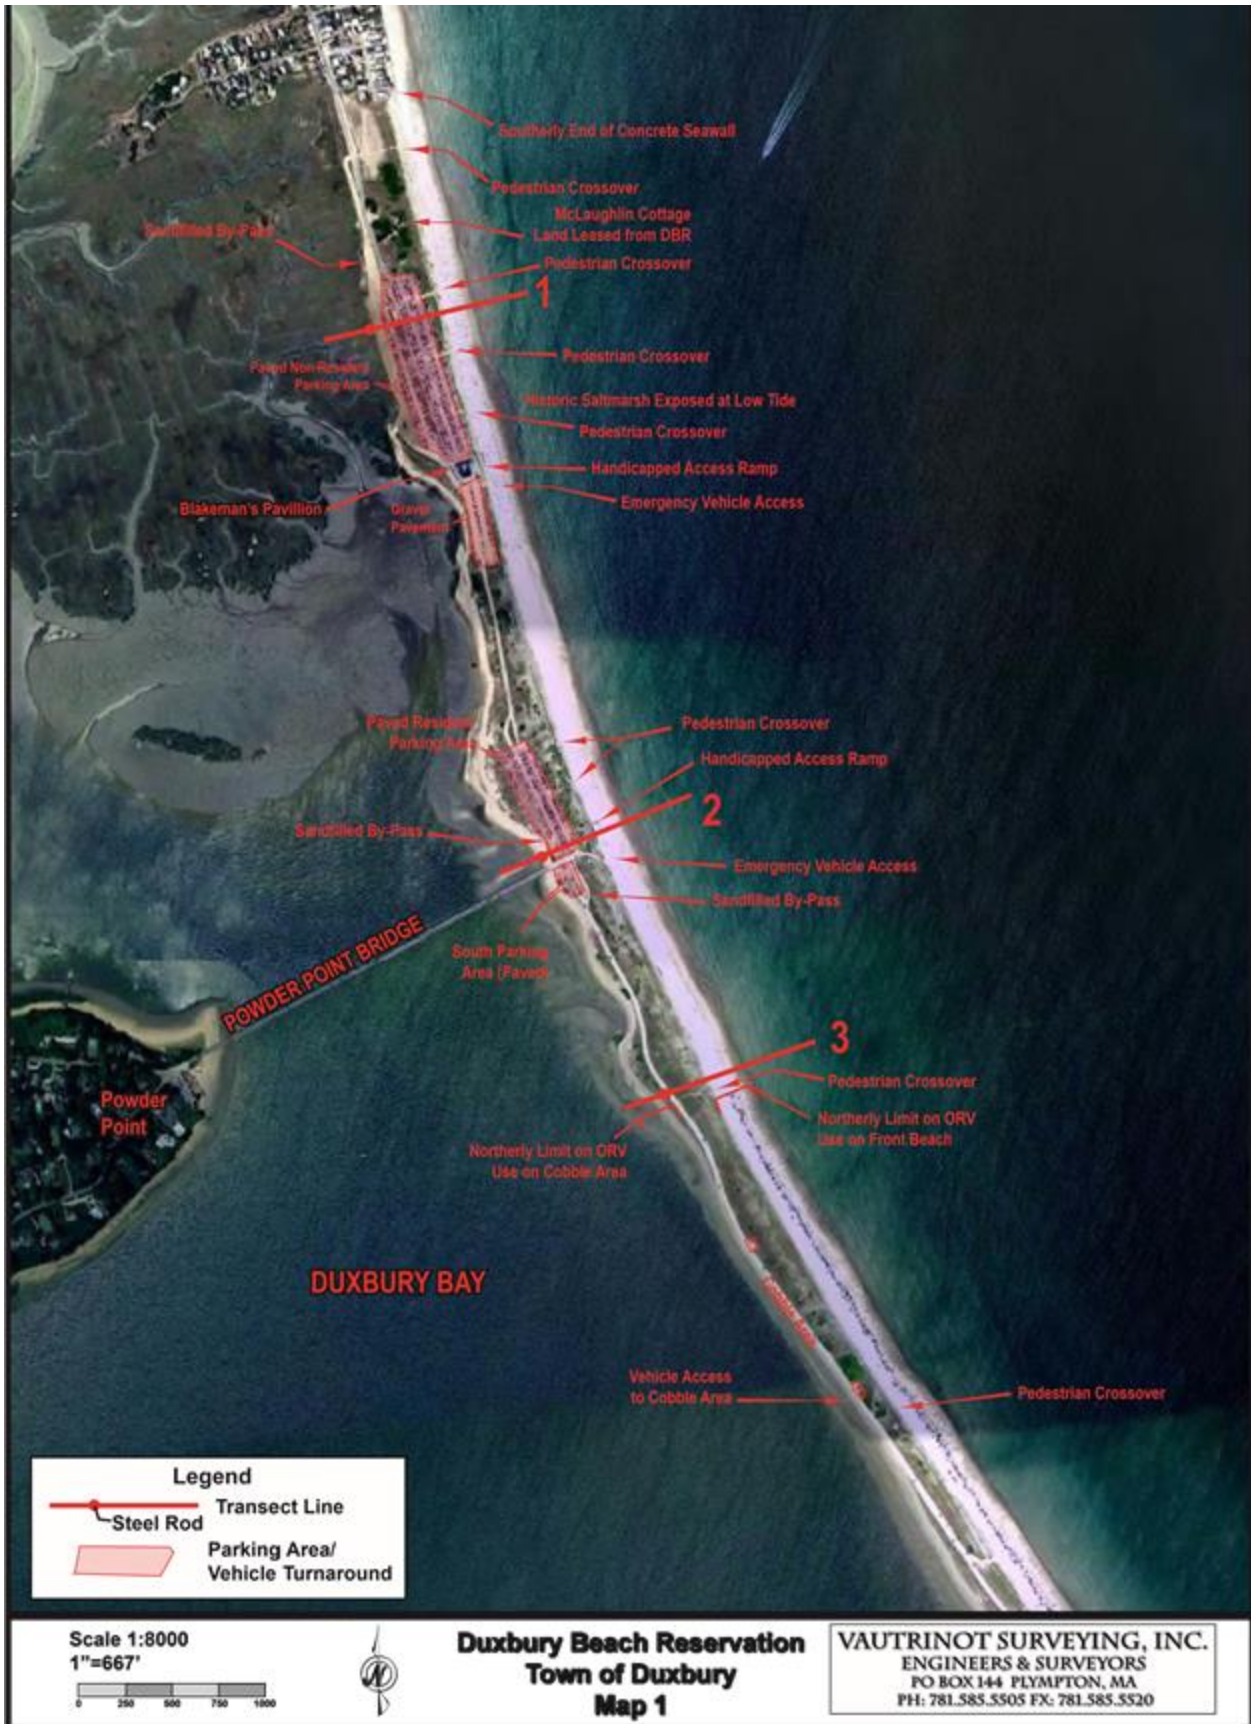 Southerly End of Concrete Seawall
Pedestrian Crossover
McLaughlin Cottage
Land Leased from DBR
Sandfilled By-Pass
Pedestrian Crossover
1
Pedestrian Crossover
Paved Non-Resident
Parking Area
Historic Saltmarsh Exposed at Low Tide
Pedestrian Crossover
Handicapped Access Ramp
Emergency Vehicle Access
Blakeman's Pavillion
Gravel
Pavement
Paved Resident
Parking Area
Pedestrian Crossover
Handicapped Access Ramp
2
Sandfilled By-Pass
Emergency Vehicle Access
Sandfilled By-Pass
POWDER POINT BRIDGE
South Parking
Area (Paved)
3
Pedestrian Crossover
Powder
Point
Northerly Limit on ORV
Use on Front Beach
Northerly Limit on ORV
Use on Cobble Area
DUXBURY BAY
Cobble Area
Vehicle Access
to Cobble Area
Pedestrian Crossover
Legend
Transect Line
Steel Rod
Parking Area/
Vehicle Turnaround
Scale 1:8000
1"=667'
0 250 500 750 1000
N
Duxbury Beach Reservation
Town of Duxbury
Map 1
VAUTRINOT SURVEYING, INC.
ENGINEERS & SURVEYORS
PO BOX 144 PLYMPTON, MA
PH: 781.585.5505 FX: 781.585.5520